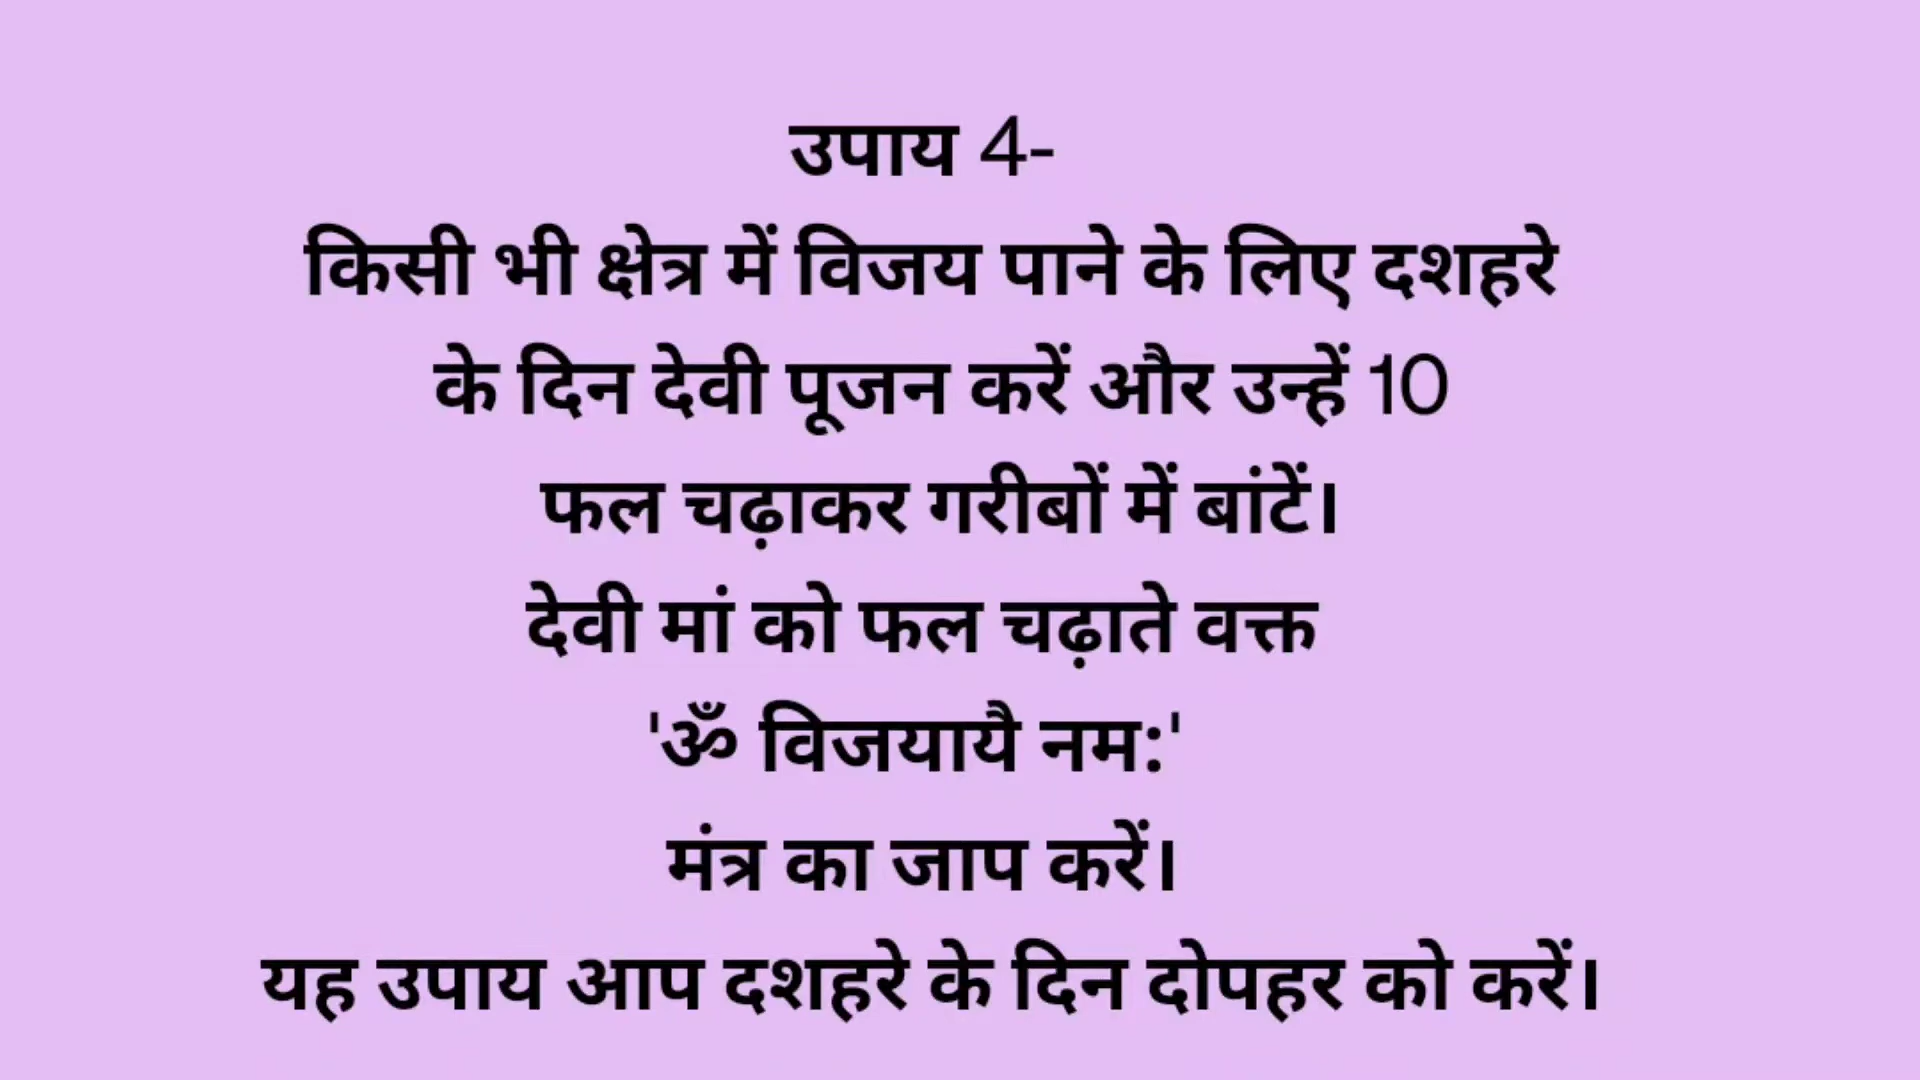 उपाय 4-
किसी भी क्षेत्र में विजय पाने के लिए दशहरे
के दिन देवी पूजन करें और उन्हें 10
फल चढ़ाकर गरीबों में बांटें।
देवी मां को फल चढ़ाते वक्त
'ॐ विजयायै नम:'
मंत्र का जाप करें।
यह उपाय आप दशहरे के दिन दोपहर को करें।